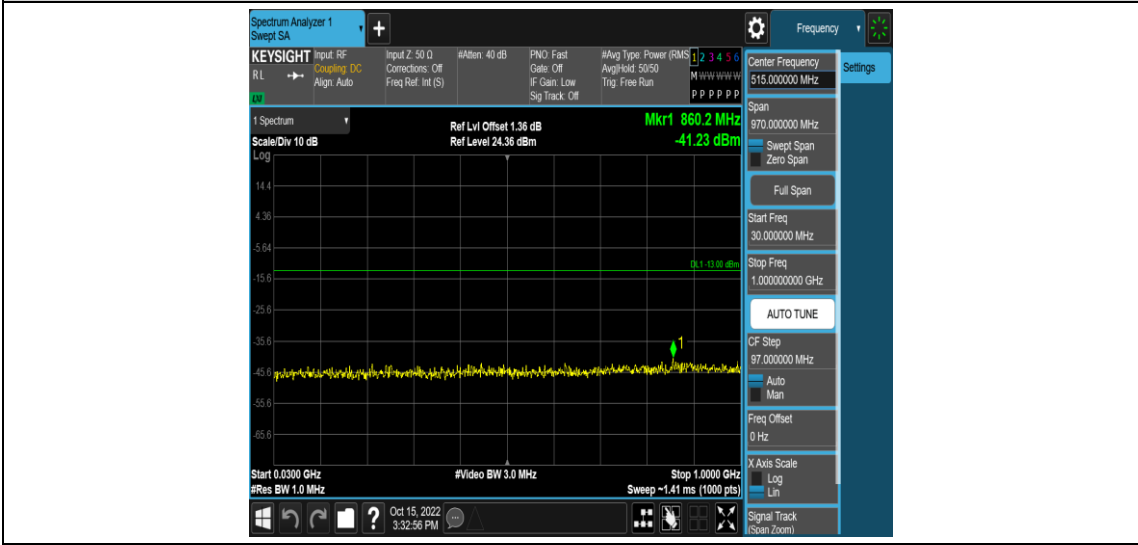 Spectrum Analyzer 1
Swept SA
+
Frequency
KEYSIGHT
RL
Input: RF
Coupling: DC
Align: Auto
Input Z: 50 Ω
Corrections: Off
Freq Ref: Int (S)
#Atten: 40 dB
PNO: Fast
Gate: Off
IF Gain: Low
Sig Track: Off
#Avg Type: Power (RMS
Avg|Hold: 50/50
Trig: Free Run
1 2 3 4 5 6
M W W W W W
P P P P P P
1 Spectrum
Scale/Div 10 dB
Ref Lvl Offset 1.36 dB
Ref Level 24.36 dBm
Mkr1 860.2 MHz
-41.23 dBm
Log
14.4
4.36
-5.64
DL1 -13.00 dBm
-15.6
-25.6
-35.6
1
-45.6
-55.6
-65.6
Start 0.0300 GHz
#Res BW 1.0 MHz
#Video BW 3.0 MHz
Stop 1.0000 GHz
Sweep ~1.41 ms (1000 pts)
Center Frequency
515.000000 MHz
Settings
Span
970.000000 MHz
Swept Span
Zero Span
Full Span
Start Freq
30.000000 MHz
Stop Freq
1.000000000 GHz
AUTO TUNE
CF Step
97.000000 MHz
Auto
Man
Freq Offset
0 Hz
X Axis Scale
Log
Lin
Signal Track
(Span Zoom)
?
Oct 15, 2022
3:32:56 PM